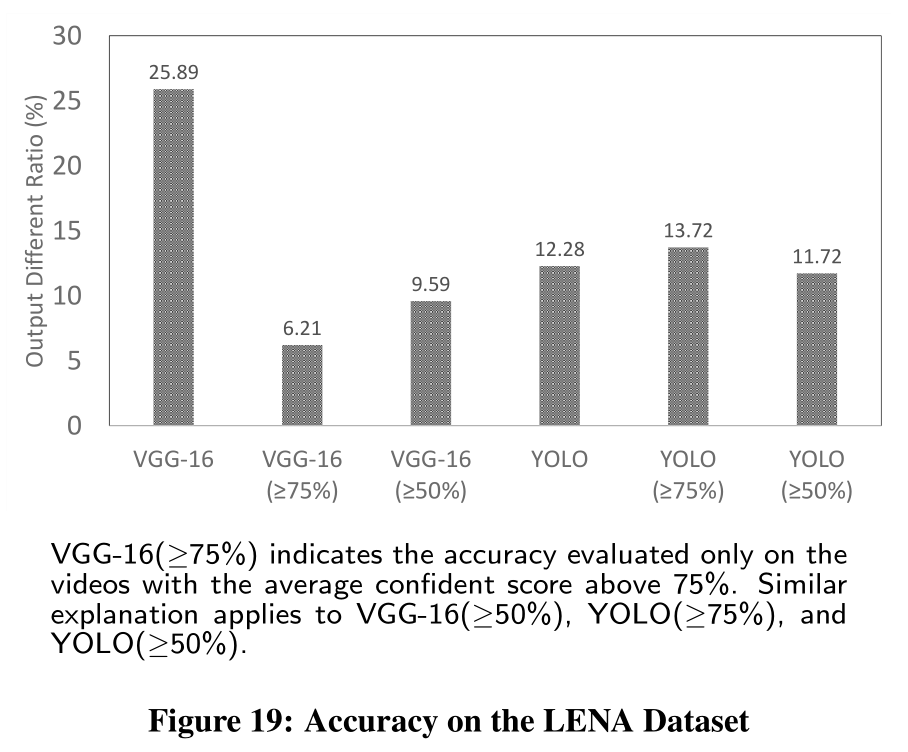 30
25
20
15
10
5
0
Output Different Ratio (%)
25.89
6.21
9.59
12.28
13.72
11.72
VGG-16
VGG-16
(≥75%)
VGG-16
(≥50%)
YOLO
YOLO
(≥75%)
YOLO
(≥50%)
VGG-16(≥75%) indicates the accuracy evaluated only on the
videos with the average confident score above 75%. Similar
explanation applies to VGG-16(≥50%), YOLO(≥75%), and
YOLO(≥50%).
Figure 19: Accuracy on the LENA Dataset